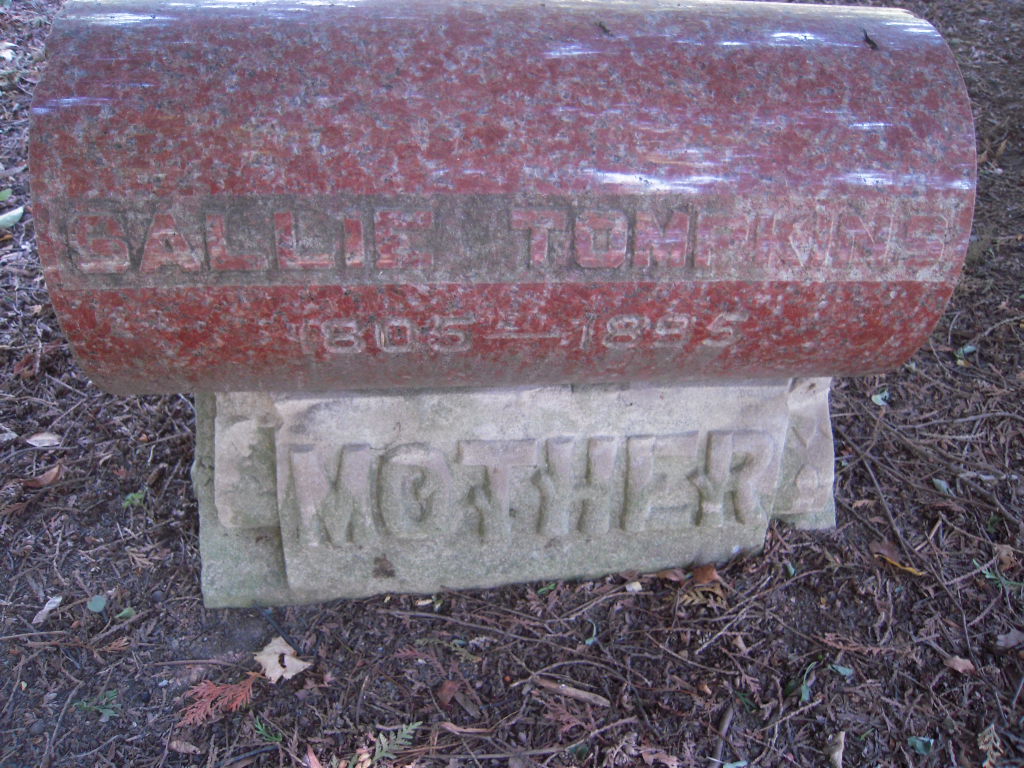 SALLIE TOMPKINS
1805-1895
MOTHER